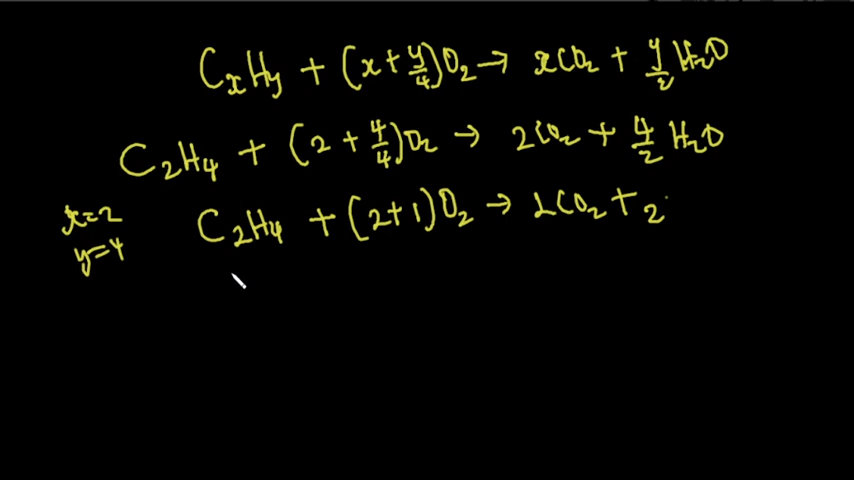 CxHy + (x + y/4)O2 → xCO2 + y/2 H2O
C2H4 + (2 + 4/4)O2 → 2CO2 + 4/2 H2O
x=2
y=4
C2H4 + (2+1)O2 → 2CO2 + 2